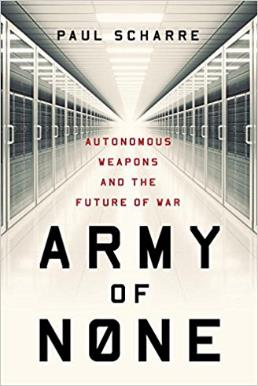 PAUL SCHARRE
AUTONOMOUS
WEAPONS
AND THE
FUTURE OF WAR
ARMY
OF
NØNE